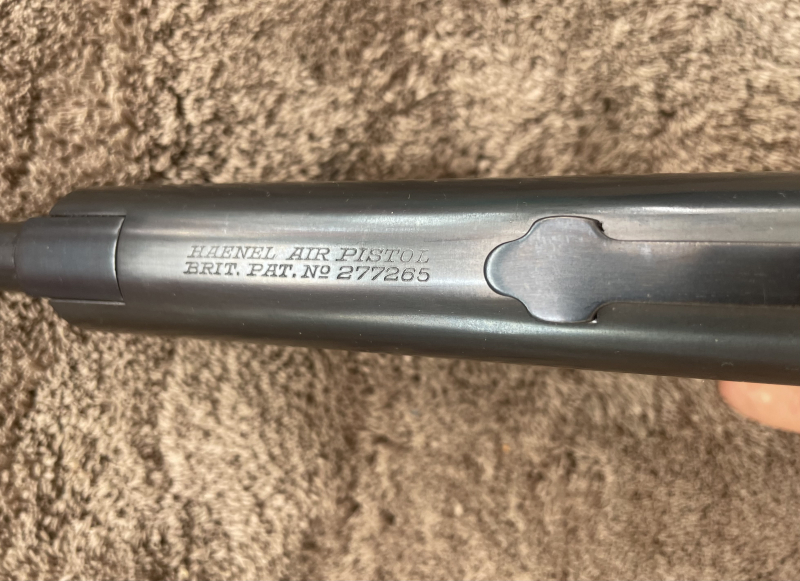 HAENEL AIR PISTOL
BRIT. PAT. Nº 277265